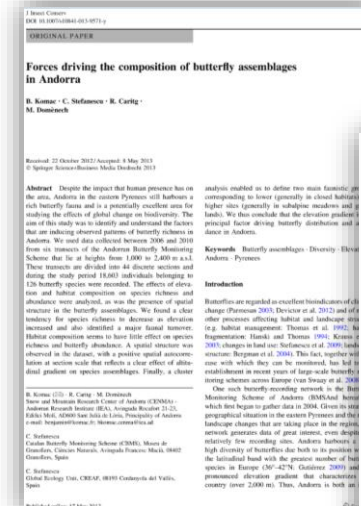 J Insect Conserv
DOI 10.1007/s10841-013-9571-y
ORIGINAL PAPER
Forces driving the composition of butterfly assemblages
in Andorra
B. Komac · C. Stefanescu · R. Caritg ·
M. Domènech
Received: 22 October 2012 / Accepted: 8 May 2013
© Springer Science+Business Media Dordrecht 2013
Abstract Despite the impact that human presence has on
the area, Andorra in the eastern Pyrenees still harbours a
rich butterfly fauna and is a potentially excellent area for
studying the effects of global change on biodiversity. The
aim of this study was to identify and understand the factors
that are inducing observed patterns of butterfly richness in
Andorra. We used data collected between 2006 and 2010
from six transects of the Andorran Butterfly Monitoring
Scheme that lie at heights from 1,000 to 2,400 m a.s.l.
These transects are divided into 44 discrete sections and
during the study period 18,603 individuals belonging to
126 butterfly species were recorded. The effects of eleva-
tion and habitat composition on species richness and
abundance were analyzed, as was the presence of spatial
structure in the butterfly assemblages. We found a clear
tendency for species richness to decrease as elevation
increased and also identified a major faunal turnover.
Habitat composition seems to have little effect on species
richness and butterfly abundance. A spatial structure was
observed in the dataset, with a positive spatial autocorre-
lation at section scale that reflects a clear effect of altitu-
dinal gradient on species assemblages. Finally, a cluster
B. Komac · R. Caritg · M. Domènech
Snow and Mountain Research Center of Andorra (CENMA) -
Andorran Research Institute (IEA), Avinguda Rocafort 21-23,
Edifici Molí, AD600 Sant Julià de Lòria, Principality of Andorra
C. Stefanescu
Catalan Butterfly Monitoring Scheme (CBMS), Museu de
Granollers, Ciències Naturals, Avinguda Francesc Macià, 08402
Granollers, Spain
C. Stefanescu
Global Ecology Unit, CREAF, 08193 Cerdanyola del Vallès,
Spain
analysis enabled us to define two main faunistic
corresponding to lower (generally in closed habitats)
higher sites (generally in subalpine meadows and
lands). We thus conclude that the elevation gradient
principal factor driving butterfly distribution and
dance in Andorra.
Keywords Butterfly assemblages · Diversity ·
Andorra · Pyrenees
Introduction
Butterflies are regarded as excellent bioindicators of
change (Parmesan 2003; Devictor et al. 2012) and of
other processes affecting habitat and landscape
(e.g. habitat management: Thomas et al. 1992;
fragmentation: Hanski and Thomas 1994;
2003; changes in land use: Stefanescu et al. 2009;
structure: Bergman et al. 2004). This fact, together
ease with which they can be monitored, has led
establishment in recent years of large-scale butterfly
itoring schemes across Europe (van Swaay et al. 2008
One such butterfly-recording network is the
Monitoring Scheme of Andorra (BMSAnd
which first began to gather data in 2004. Given its
geographical situation in the eastern Pyrenees and the
landscape changes that are taking place in the region,
network generates data of great interest, even despite
relatively few recording sites. Andorra harbours a
high diversity of butterflies due both to its position
the latitudinal band with the greatest number of
species in Europe (36°–42°N: Gutiérrez 2009) and
pronounced elevation gradient that characterizes
country (over 2,000 m). Thus, Andorra is both an